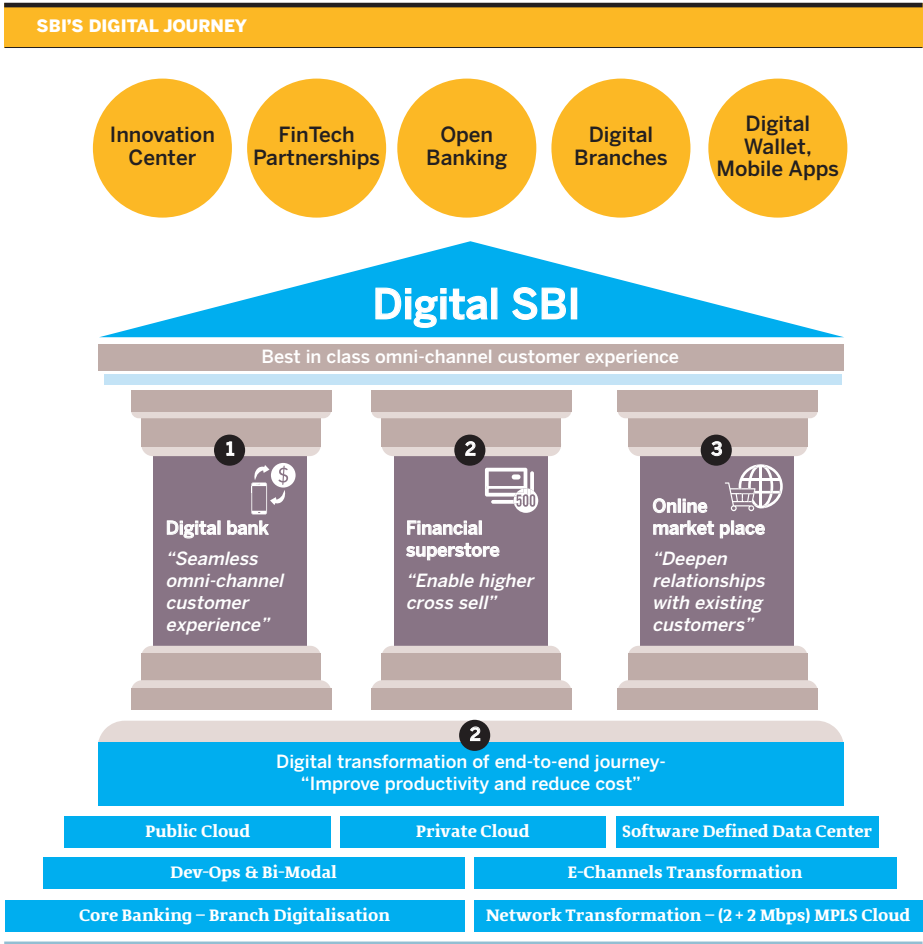 SBI'S DIGITAL JOURNEY
Innovation
Center
FinTech
Partnerships
Open
Banking
Digital
Branches
Digital
Wallet,
Mobile Apps
Digital SBI
Best in class omni-channel customer experience
1
$
Digital bank
“Seamless
omni-channel
customer
experience”
2
500
Financial
superstore
“Enable higher
cross sell”
3
Online
market place
“Deepen
relationships
with existing
customers”
2
Digital transformation of end-to-end journey-
“Improve productivity and reduce cost”
Public Cloud
Private Cloud
Software Defined Data Center
Dev-Ops & Bi-Modal
E-Channels Transformation
Core Banking – Branch Digitalisation
Network Transformation – (2 + 2 Mbps) MPLS Cloud